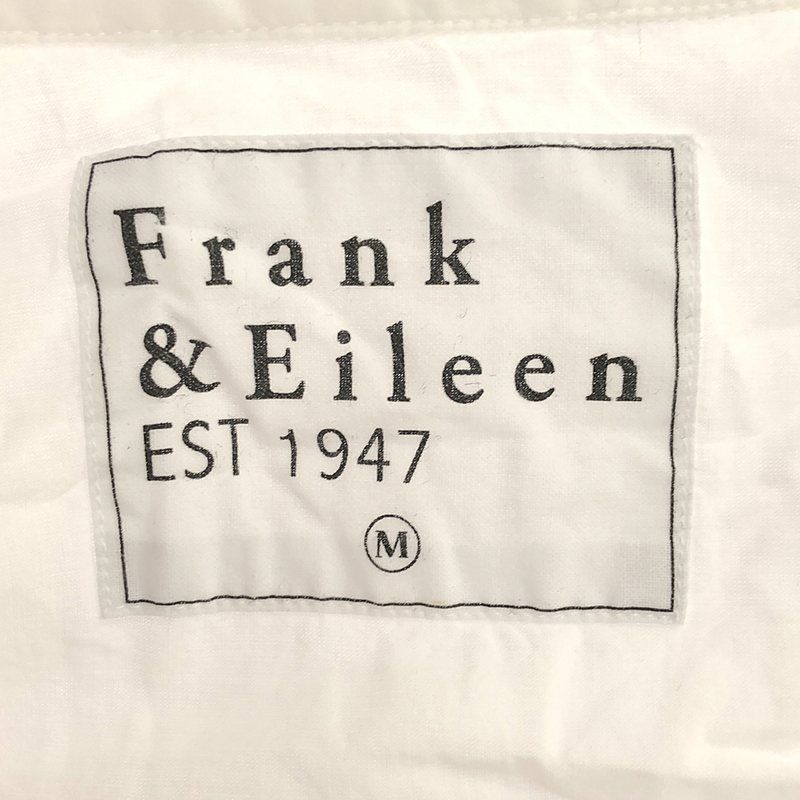 Frank
& Eileen
EST 1947
M